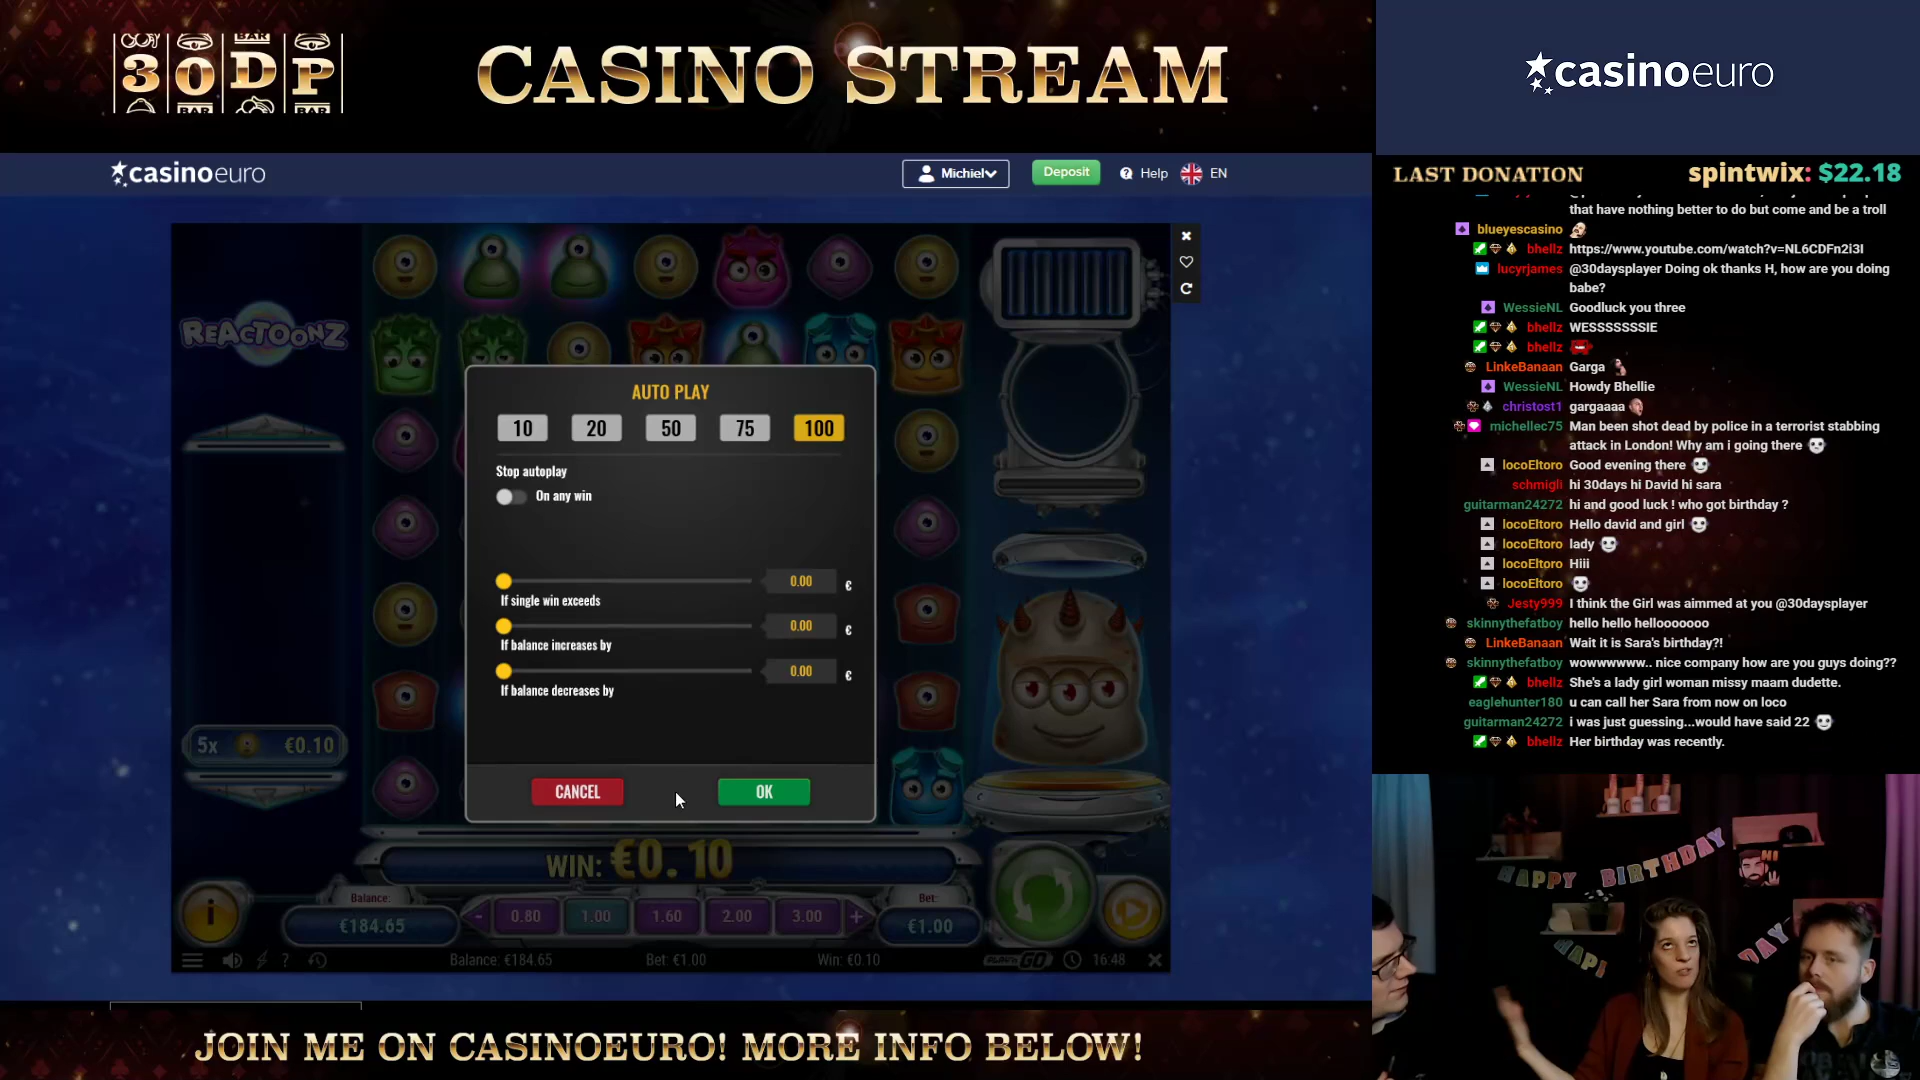 30DP
BAR
BAR
BAR
CASINO STREAM
casinoeuro
casinoeuro
Michiel
Deposit
Help
EN
LAST DONATION
spintwix: $22.18
that have nothing better to do but come and be a troll
blueyescasino
bhellz https://www.youtube.com/watch?v=NL6CDFn2i3I
lucyrjames @30daysplayer Doing ok thanks H, how are you doing
babe?
WessieNL Goodluck you three
bhellz WESSSSSSSIE
bhellz
LinkeBanaan Garga
WessieNL Howdy Bhellie
christost1 gargaaaa
michellec75 Man been shot dead by police in a terrorist stabbing
attack in London! Why am i going there
locoEltoro Good evening there
schmigli hi 30days hi David hi sara
guitarman24272 hi and good luck ! who got birthday ?
locoEltoro Hello david and girl
locoEltoro lady
locoEltoro Hiii
locoEltoro
Jesty999 I think the Girl was aimmed at you @30daysplayer
skinnythefatboy hello hello hellooooooo
LinkeBanaan Wait it is Sara's birthday?!
skinnythefatboy wowwwwww.. nice company how are you guys doing??
bhellz She's a lady girl woman missy maam dudette.
eaglehunter180 u can call her Sara from now on loco
guitarman24272 i was just guessing...would have said 22
bhellz Her birthday was recently.
REACTOONZ
AUTO PLAY
10 20 50 75 100
Stop autoplay
On any win
0.00 €
If single win exceeds
0.00 €
If balance increases by
0.00 €
If balance decreases by
CANCEL
OK
5x €0.10
WIN: €0.10
Balance:
€184.65
- 0.80 1.00 1.60 2.00 3.00 +
Bet:
€1.00
Balance: €184.65
Bet: €1.00
Win: €0.10
16:48
HAPPY BIRTHDAY
HI
DAY
JOIN ME ON CASINOEURO! MORE INFO BELOW!